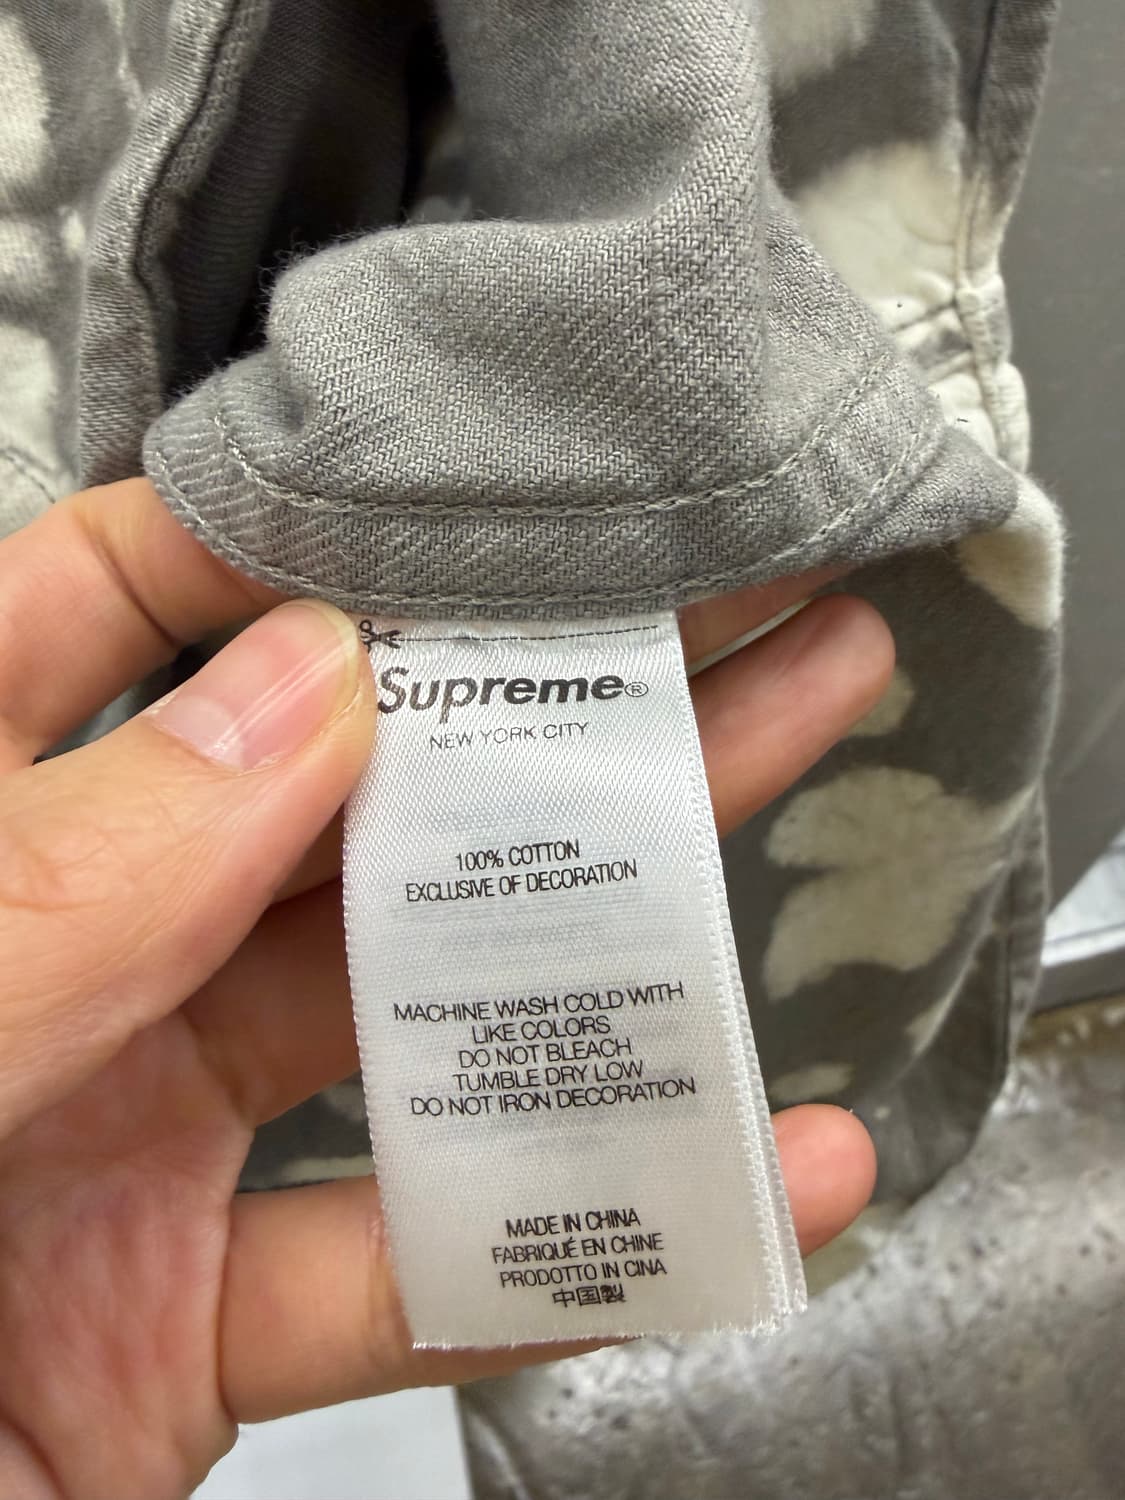 Supreme®
NEW YORK CITY
100% COTTON
EXCLUSIVE OF DECORATION
MACHINE WASH COLD WITH
LIKE COLORS
DO NOT BLEACH
TUMBLE DRY LOW
DO NOT IRON DECORATION
MADE IN CHINA
FABRIQUÉ EN CHINE
PRODOTTO IN CINA
中国製